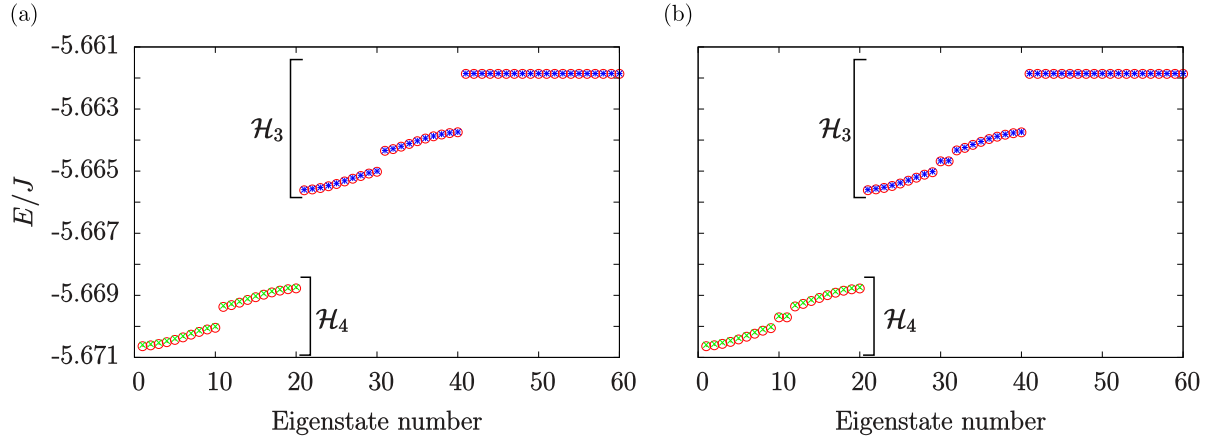 (a)
-5.661
-5.663
-5.665
-5.667
-5.669
-5.671
E/J
ℋ₃
ℋ₄
0 10 20 30 40 50 60
Eigenstate number
(b)
ℋ₃
ℋ₄
0 10 20 30 40 50 60
Eigenstate number